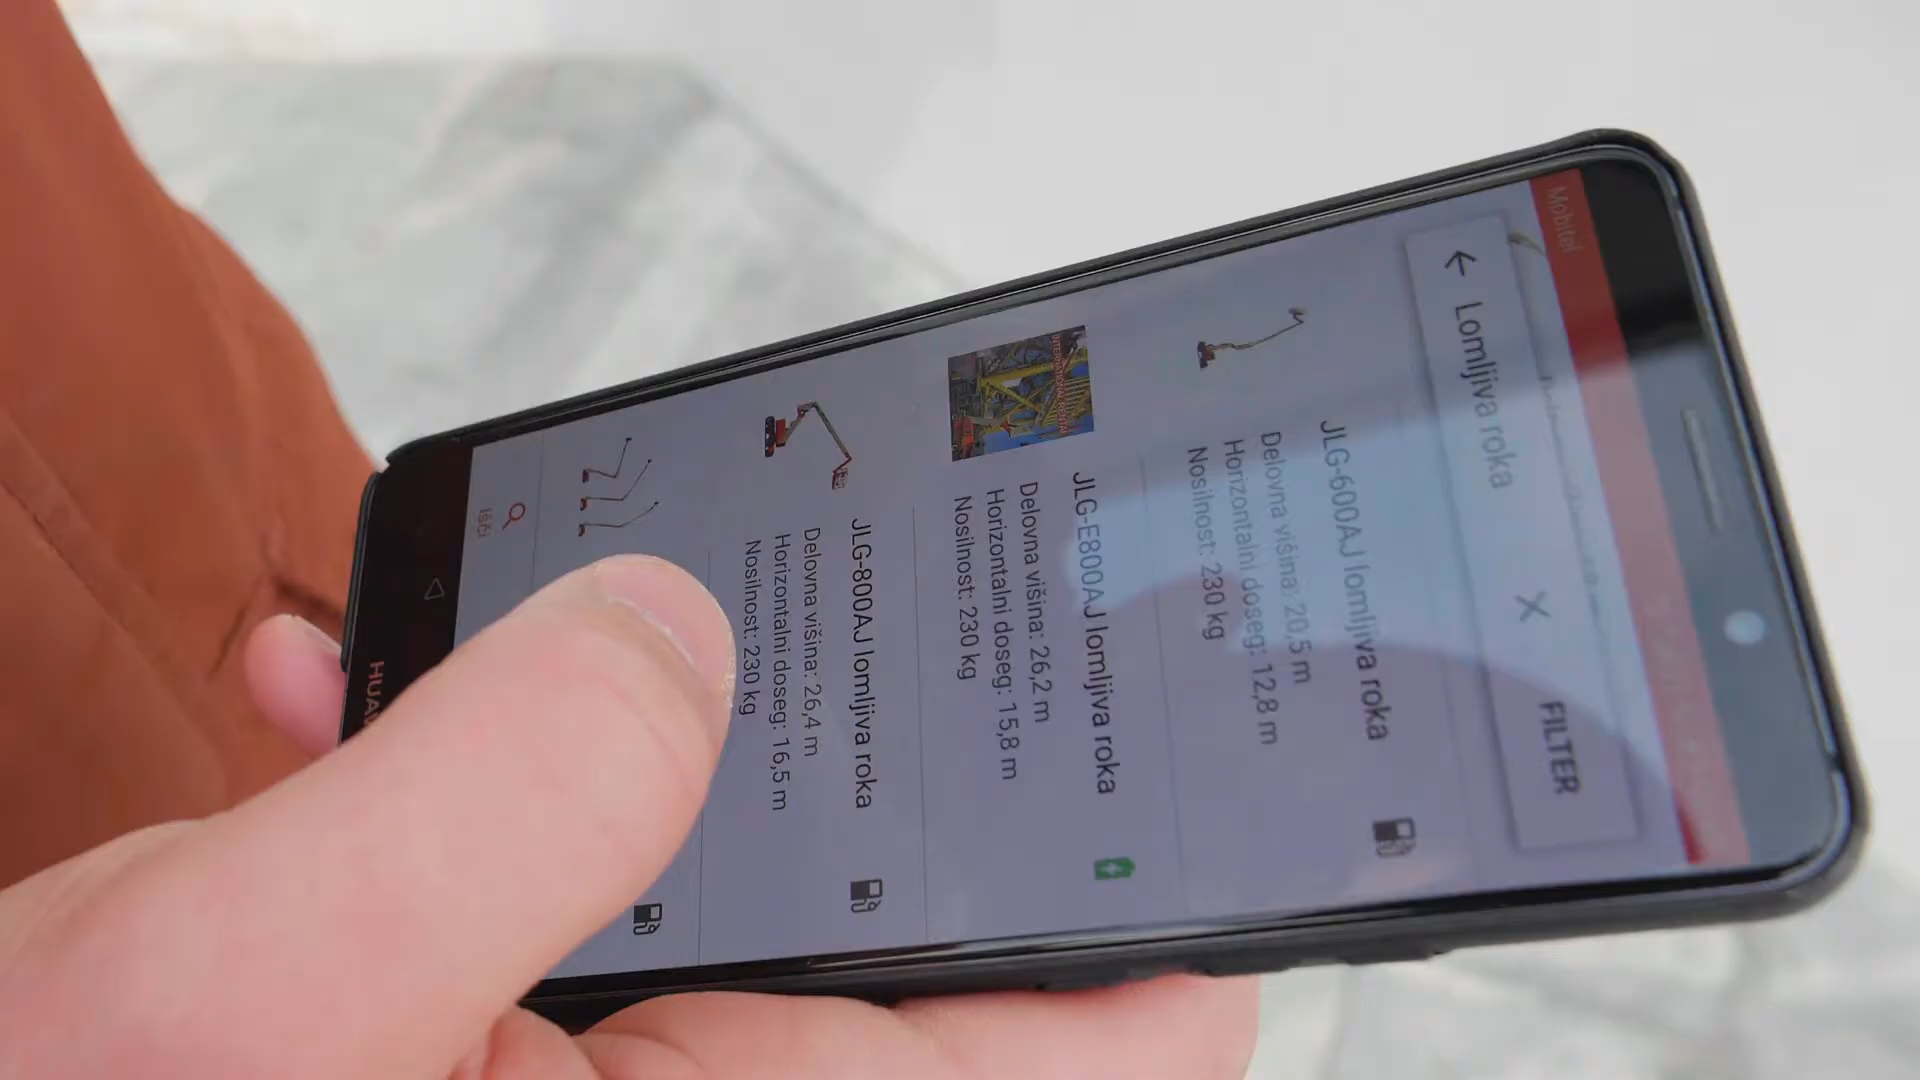 Mobitel
Lomljiva roka
FILTER
JLG-600AJ lomljiva roka
Delovna višina: 20,5 m
Horizontalni doseg: 12,8 m
Nosilnost: 230 kg
JLG-E800AJ lomljiva roka
Delovna višina: 26,2 m
Horizontalni doseg: 15,8 m
Nosilnost: 230 kg
JLG-800AJ lomljiva roka
Delovna višina: 26,4 m
Horizontalni doseg: 16,5 m
Nosilnost: 230 kg
Išči